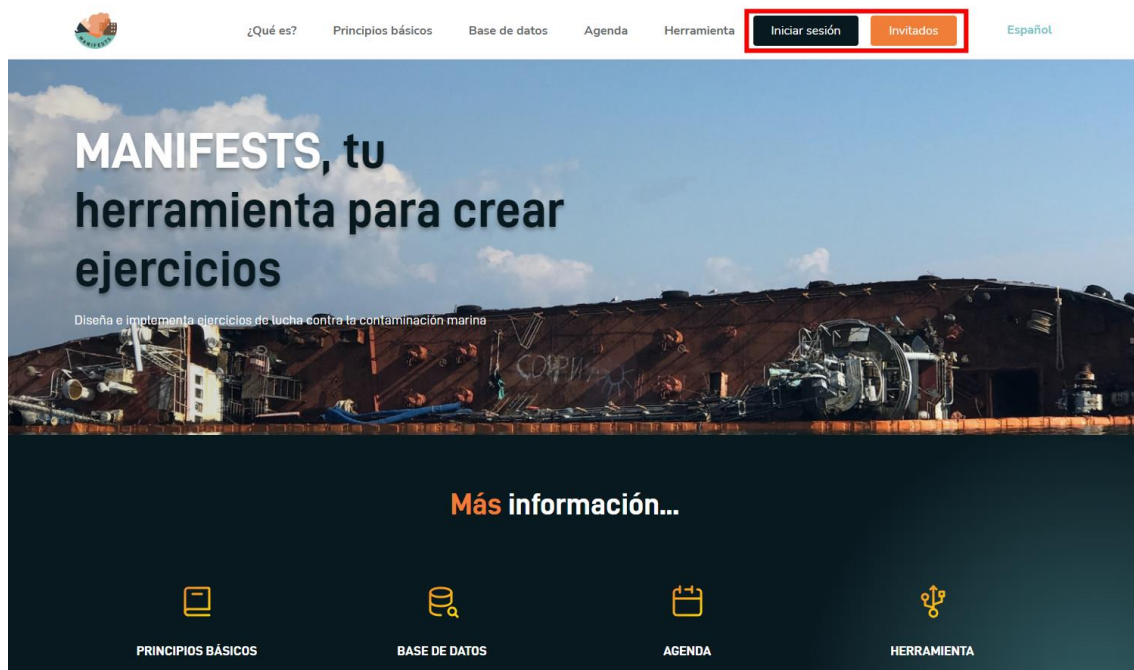 MANIFESTS
¿Qué es? Principios básicos Base de datos Agenda Herramienta Iniciar sesión Invitados Español
MANIFESTS, tu
herramienta para crear
ejercicios
Diseña e implementa ejercicios de lucha contra la contaminación marina
Más información...
PRINCIPIOS BÁSICOS BASE DE DATOS AGENDA HERRAMIENTA